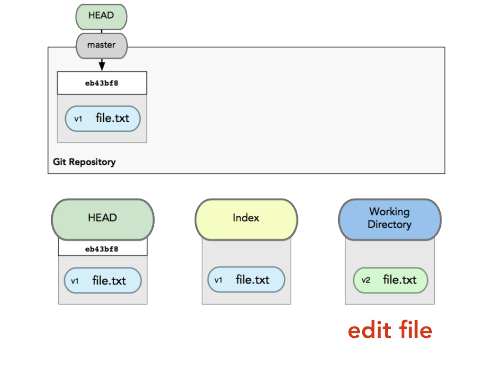 HEAD
master
eb43bf8
v1 file.txt
Git Repository
HEAD
Index
Working
Directory
eb43bf8
v1 file.txt
v1 file.txt
v2 file.txt
edit file